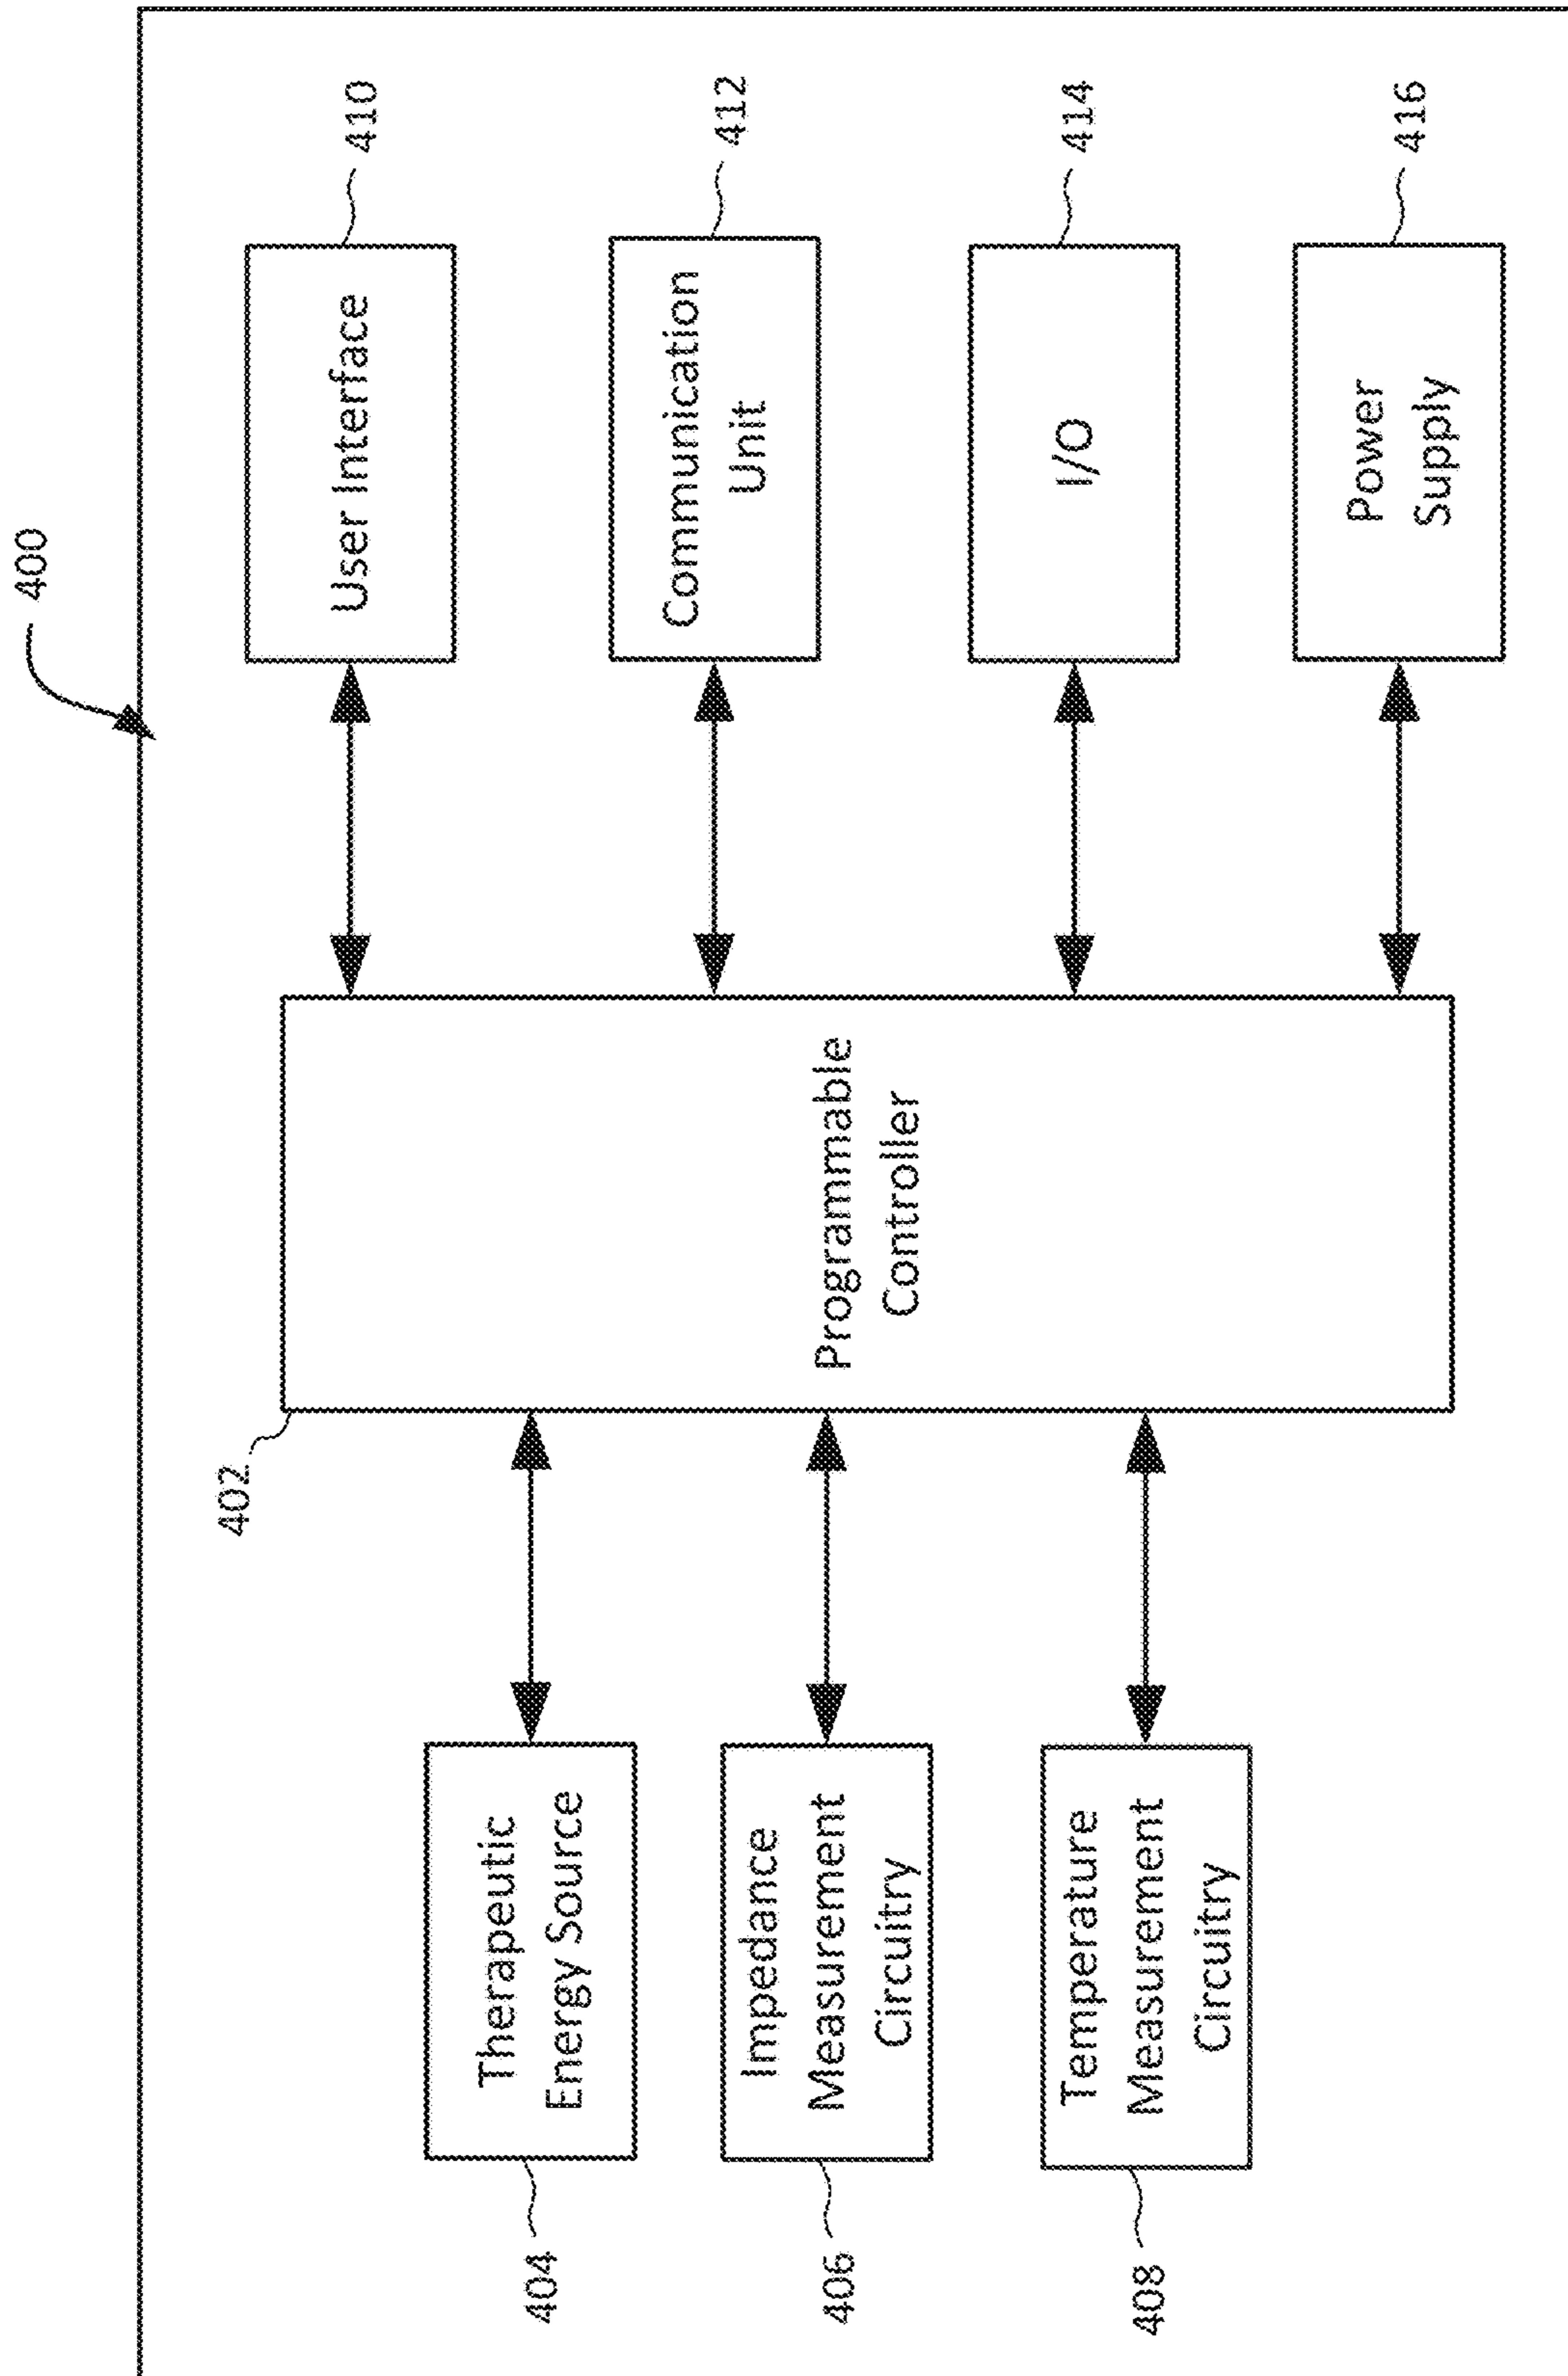 400
402
Programmable
Controller
404
Therapeutic
Energy Source
406
Impedance
Measurement
Circuitry
408
Temperature
Measurement
Circuitry
User Interface
410
Communication
Unit
412
I/O
414
Power
Supply
416